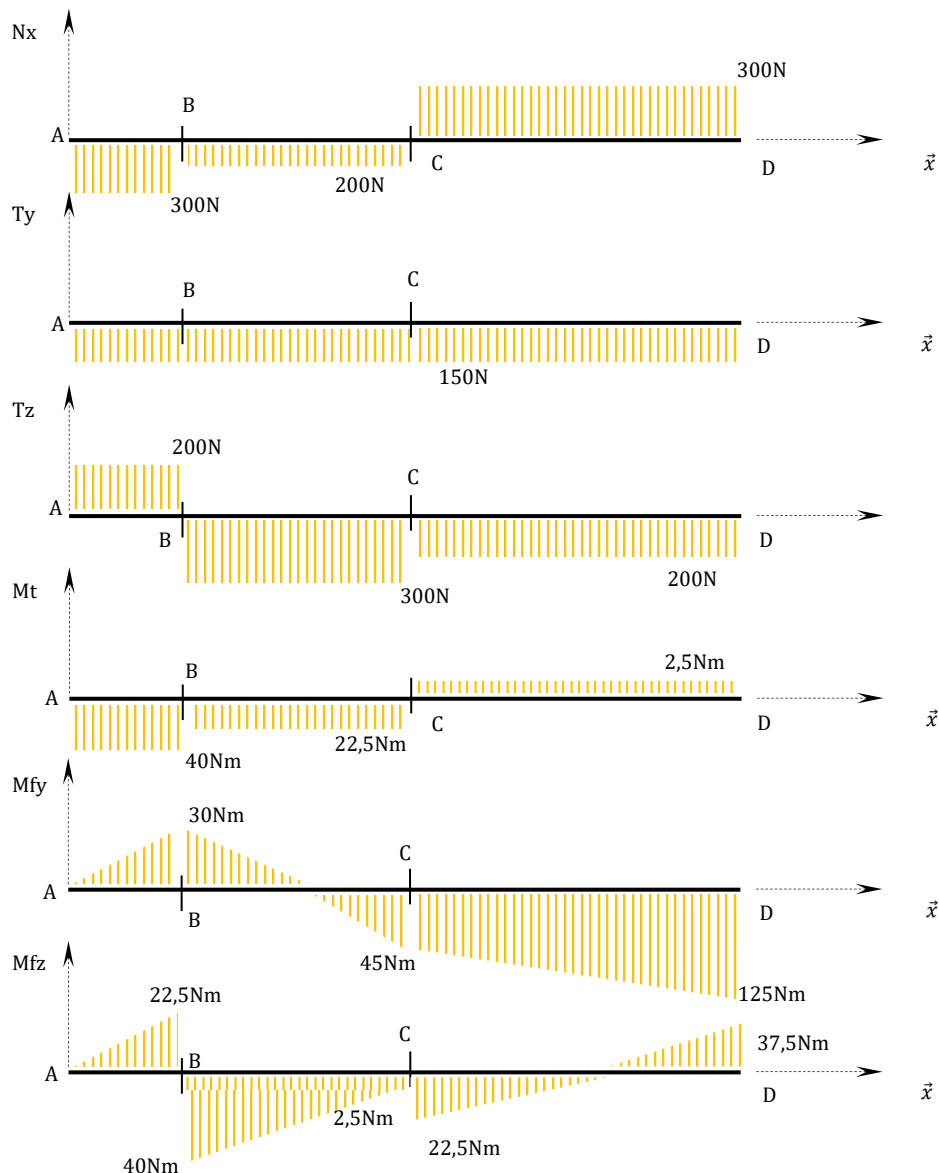 Nx
300N
B
A
C
D
x⃗
200N
300N
Ty
B
C
A
D
x⃗
150N
Tz
200N
C
A
B
D
x⃗
300N
200N
Mt
B
2,5Nm
A
C
D
x⃗
22,5Nm
40Nm
Mfy
30Nm
C
A
B
D
x⃗
45Nm
125Nm
Mfz
22,5Nm
C
37,5Nm
B
A
D
x⃗
2,5Nm
22,5Nm
40Nm